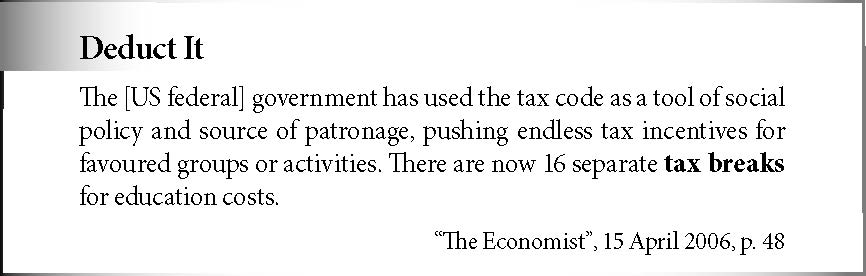 Deduct It
The [US federal] government has used the tax code as a tool of social
policy and source of patronage, pushing endless tax incentives for
favoured groups or activities. There are now 16 separate tax breaks
for education costs.
“The Economist”, 15 April 2006, p. 48